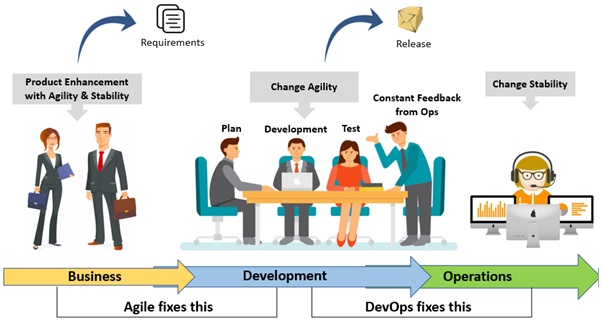 Requirements
Release
Product Enhancement
with Agility & Stability
Change Agility
Change Stability
Constant Feedback
from Ops
Plan
Development
Test
Business
Development
Operations
Agile fixes this
DevOps fixes this